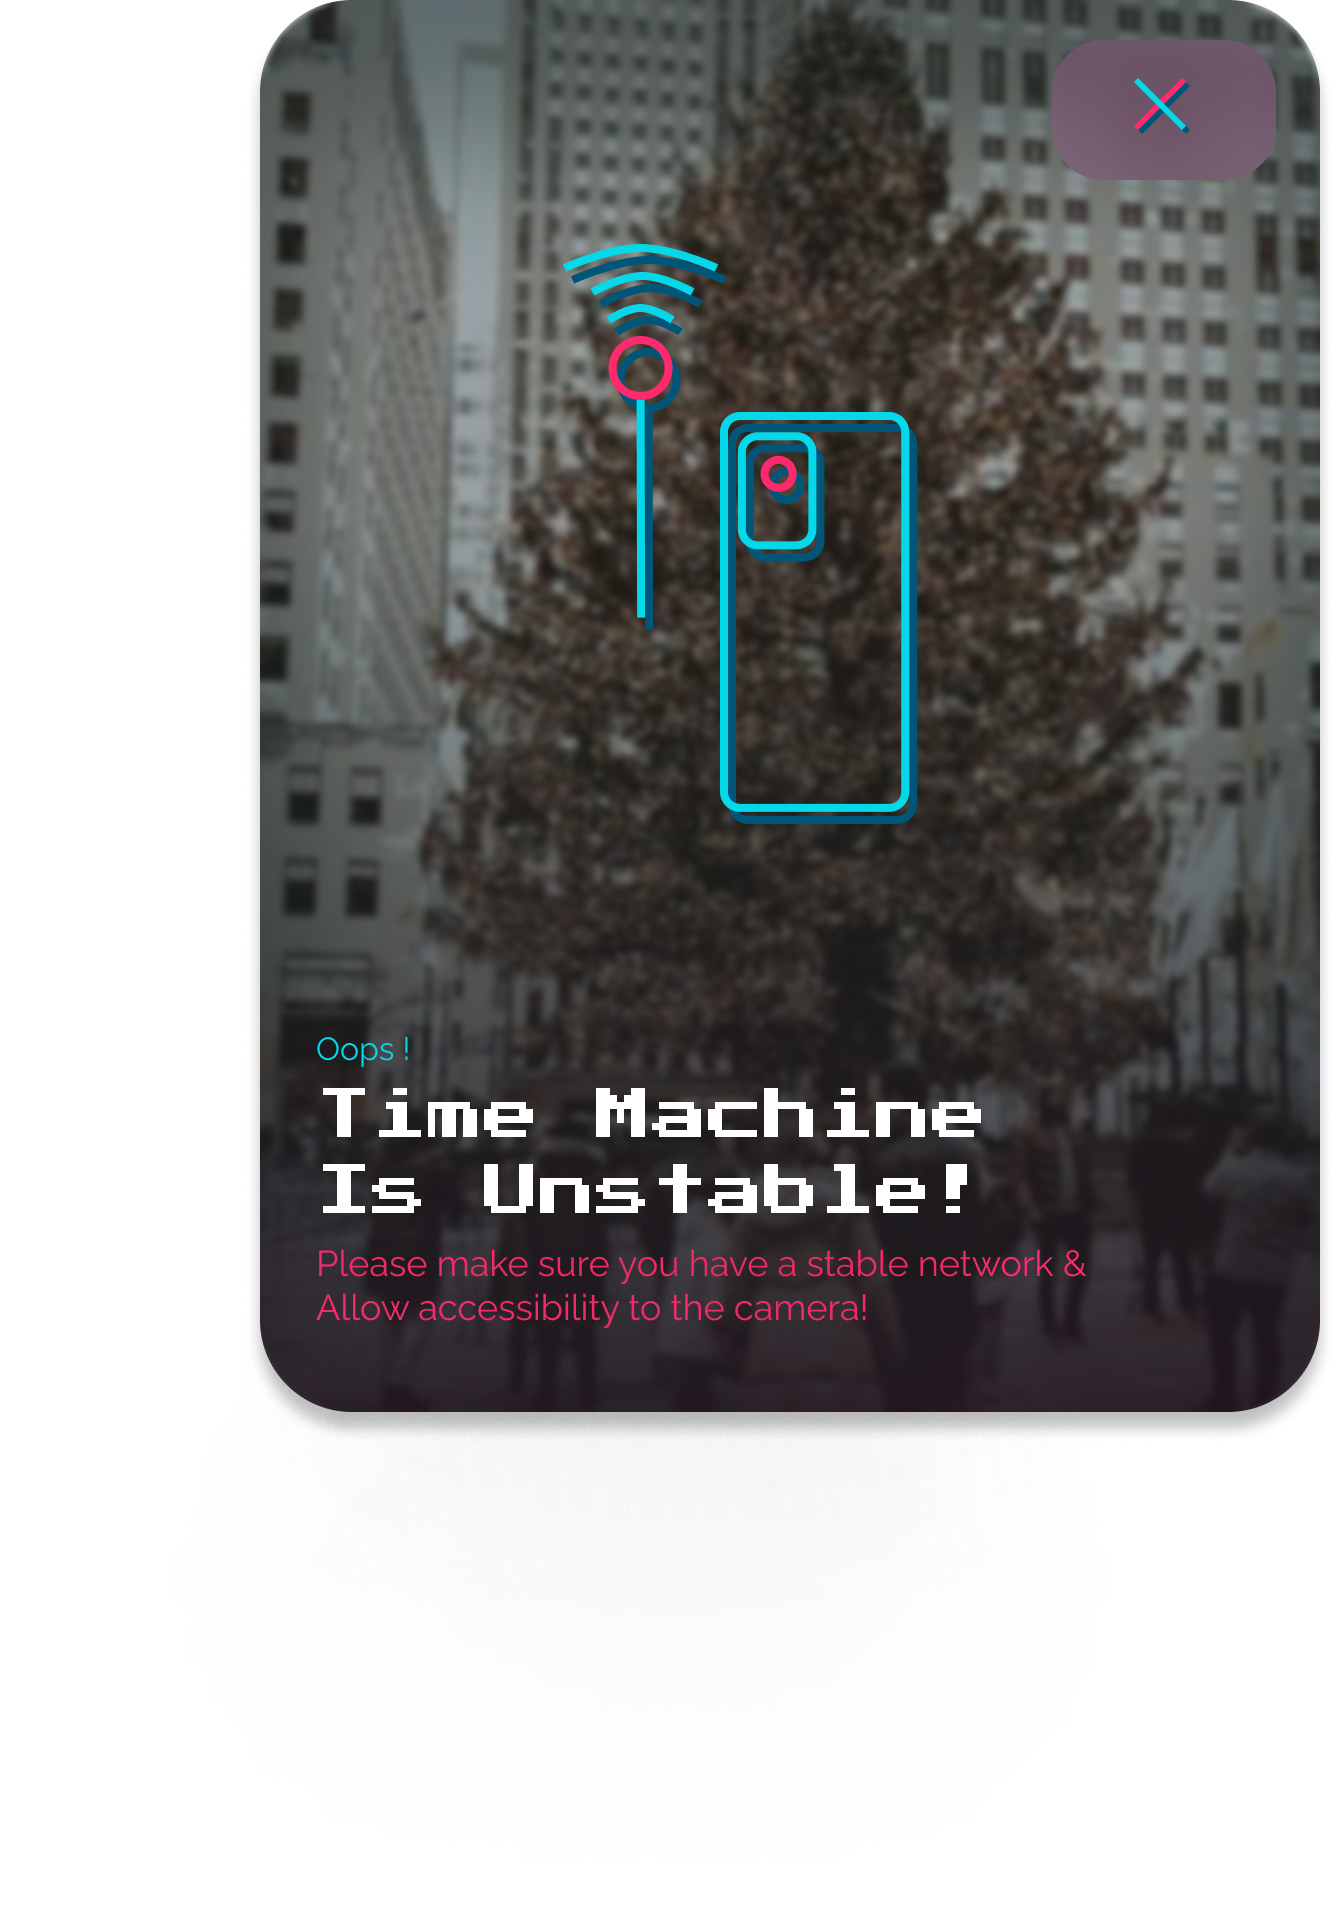 Oops !
Time Machine
Is Unstable!
Please make sure you have a stable network &
Allow accessibility to the camera!